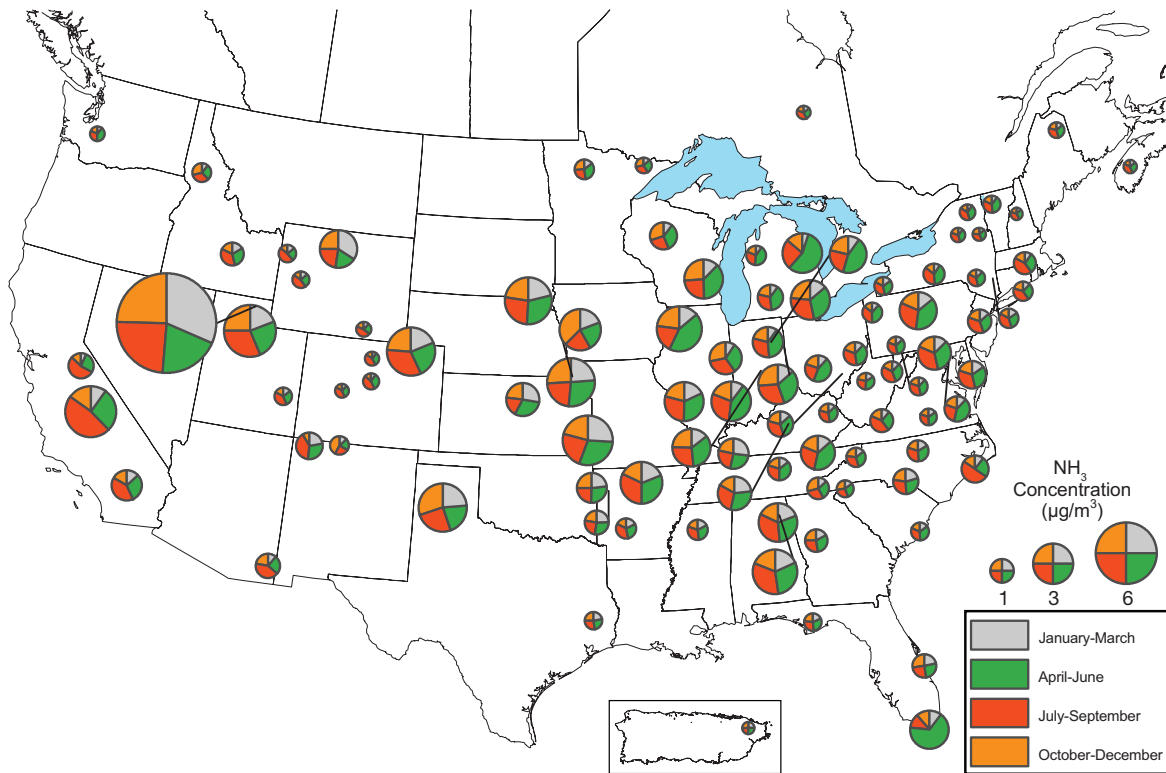 NH₃
Concentration
(µg/m³)
1 3 6
January-March
April-June
July-September
October-December